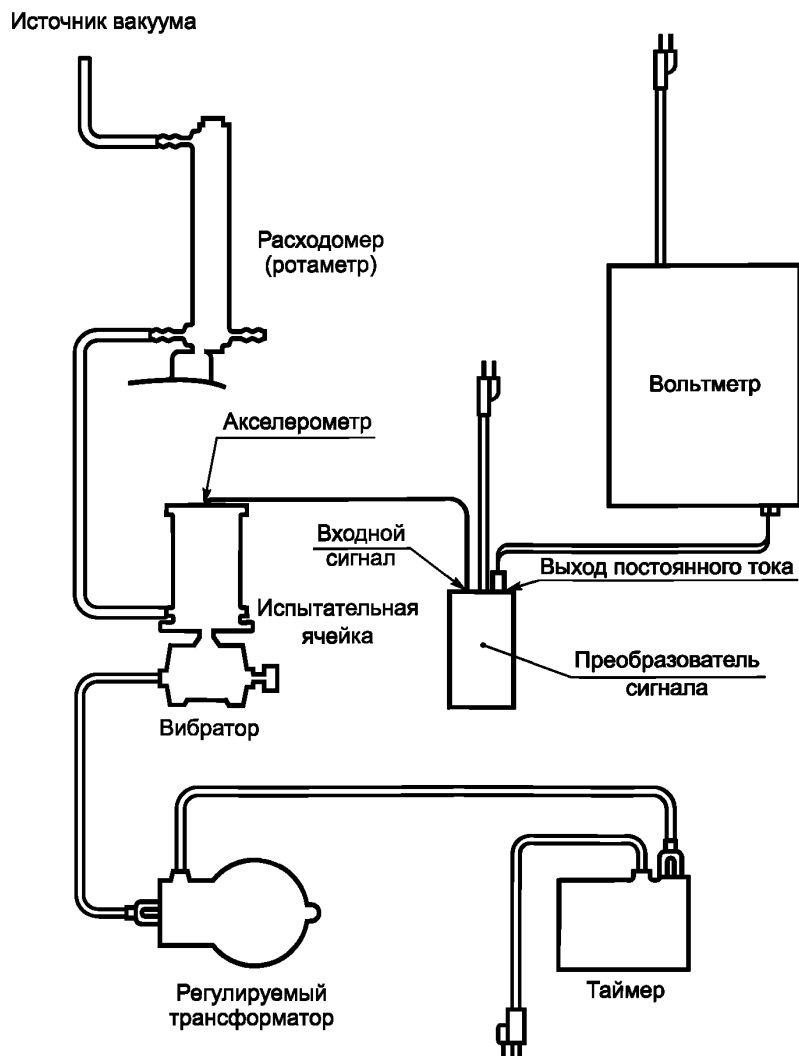 Источник вакуума
Расходомер
(ротаметр)
Вольтметр
Акселерометр
Входной
сигнал
Выход постоянного тока
Испытательная
ячейка
Преобразователь
сигнала
Вибратор
Регулируемый
трансформатор
Таймер